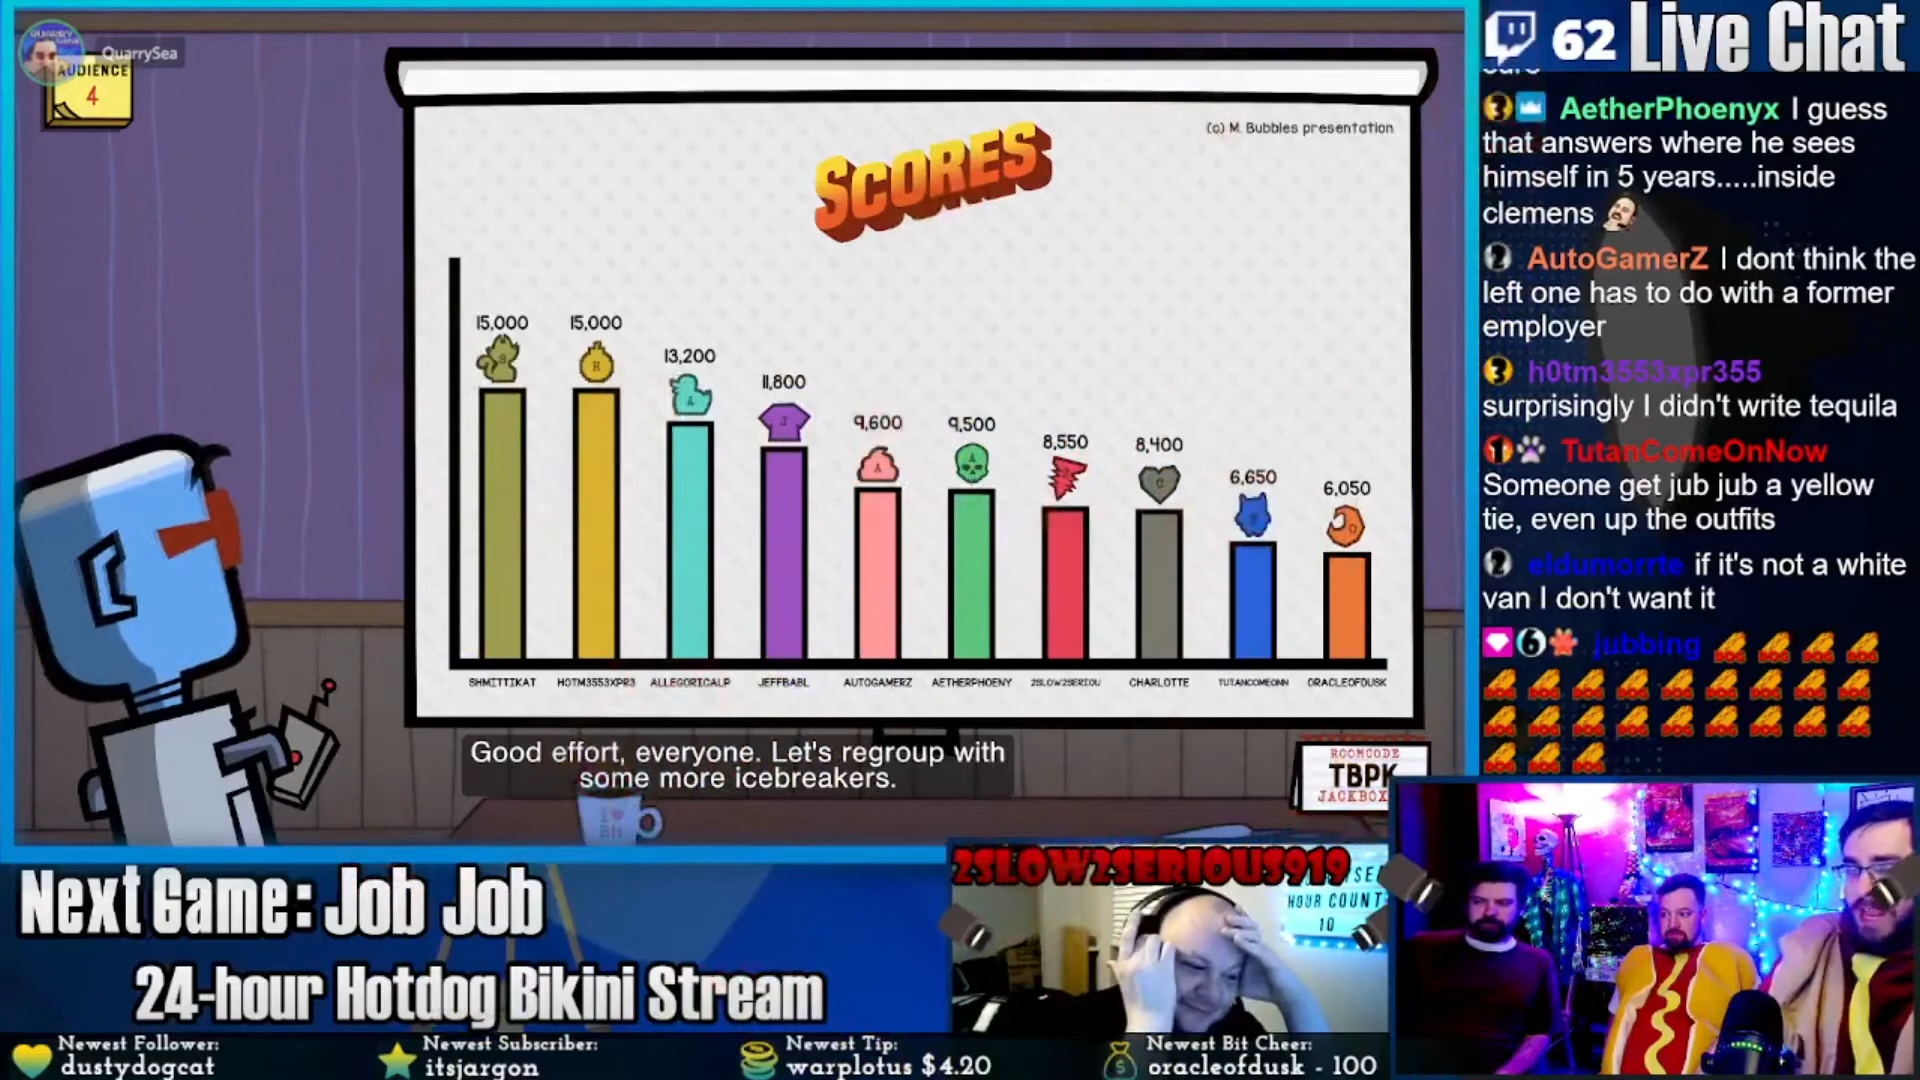 QuarrySea
AUDIENCE
4
(c) M. Bubbles presentation
SCORES
15,000
15,000
13,200
11,800
9,600
9,500
8,550
8,400
6,650
6,050
SHMITTIKAT
HOTM3553XPR3
ALLEGORICALP
JEFFBABL
AUTOGAMERZ
AETHERPHOENY
2SLOW2SERIOU
CHARLOTTE
TUTANCOMEONN
ORACLEOFDUSK
Good effort, everyone. Let's regroup with
some more icebreakers.
ROOMCODE
TBPK
JACKBOX
62 Live Chat
AetherPhoenyx I guess
that answers where he sees
himself in 5 years.....inside
clemens
AutoGamerZ I dont think the
left one has to do with a former
employer
h0tm3553xpr355
surprisingly I didn't write tequila
TutanComeOnNow
Someone get jub jub a yellow
tie, even up the outfits
eldumorrte if it's not a white
van I don't want it
jubbing
Next Game: Job Job
24-hour Hotdog Bikini Stream
2SLOW2SERIOUS919
HOUR COUNT
10
Newest Follower:
dustydogcat
Newest Subscriber:
itsjargon
Newest Tip:
warplotus $4.20
Newest Bit Cheer:
oracleofdusk - 100